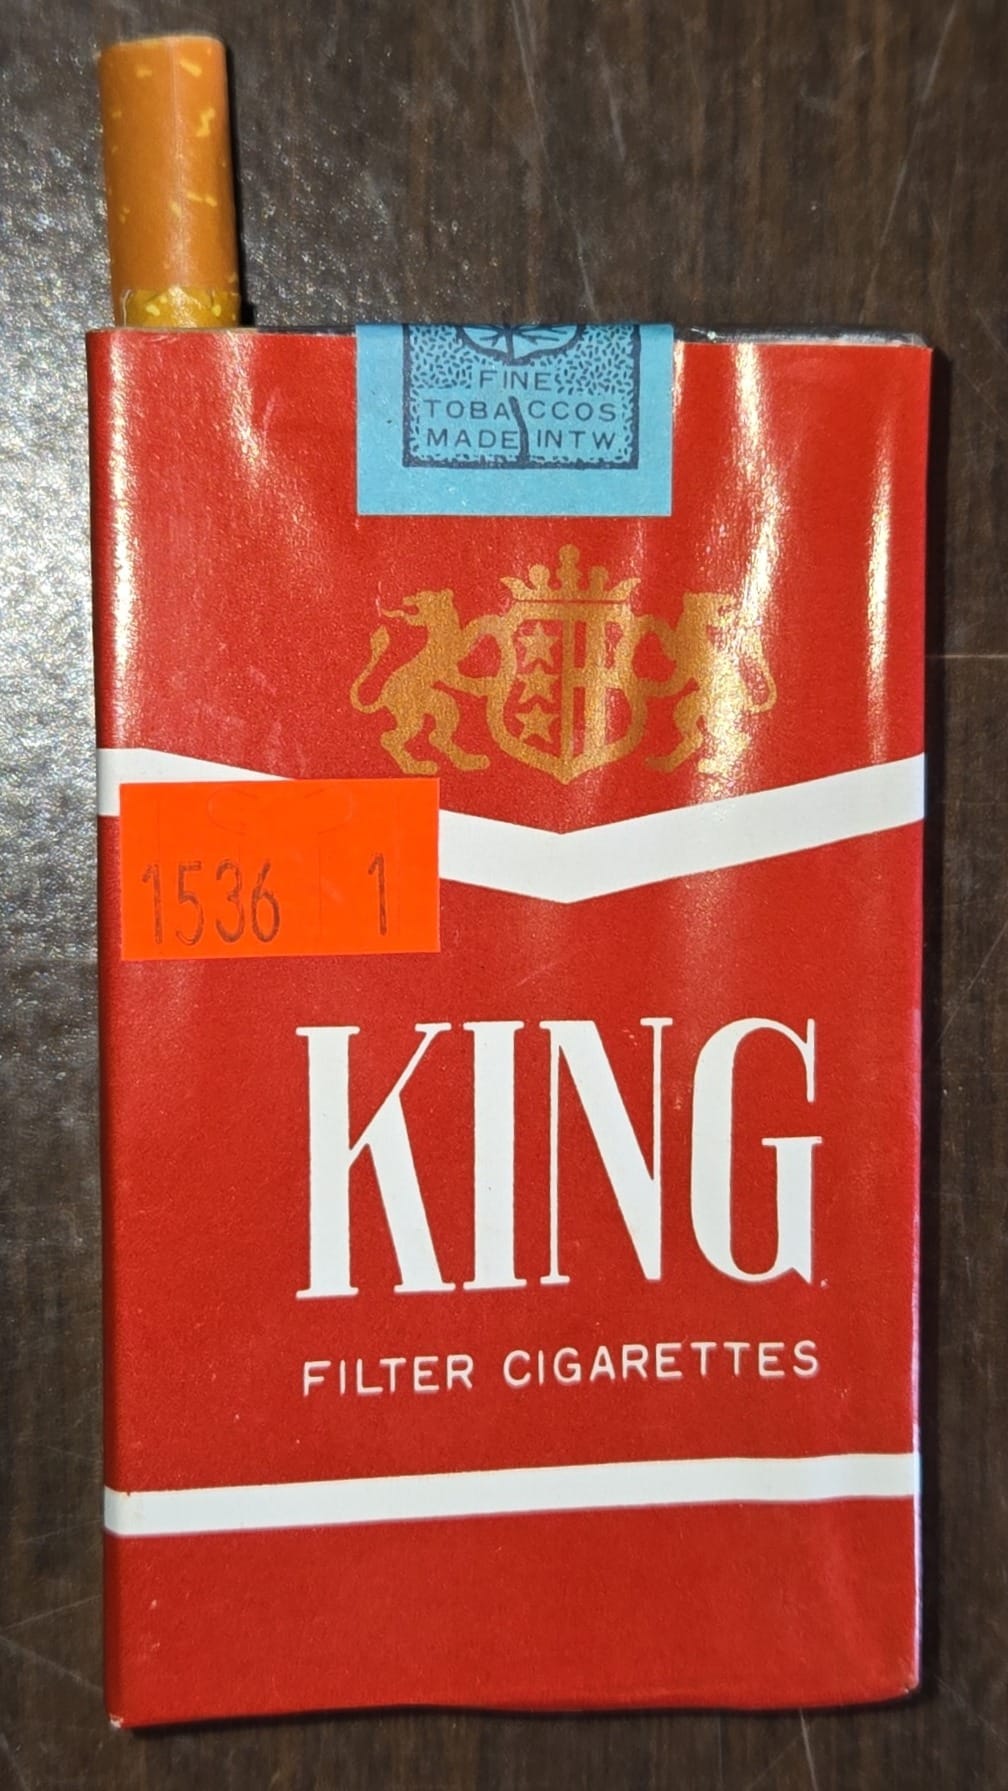 FINE
TOBACCOS
MADE IN TW
1536 1
KING
FILTER CIGARETTES